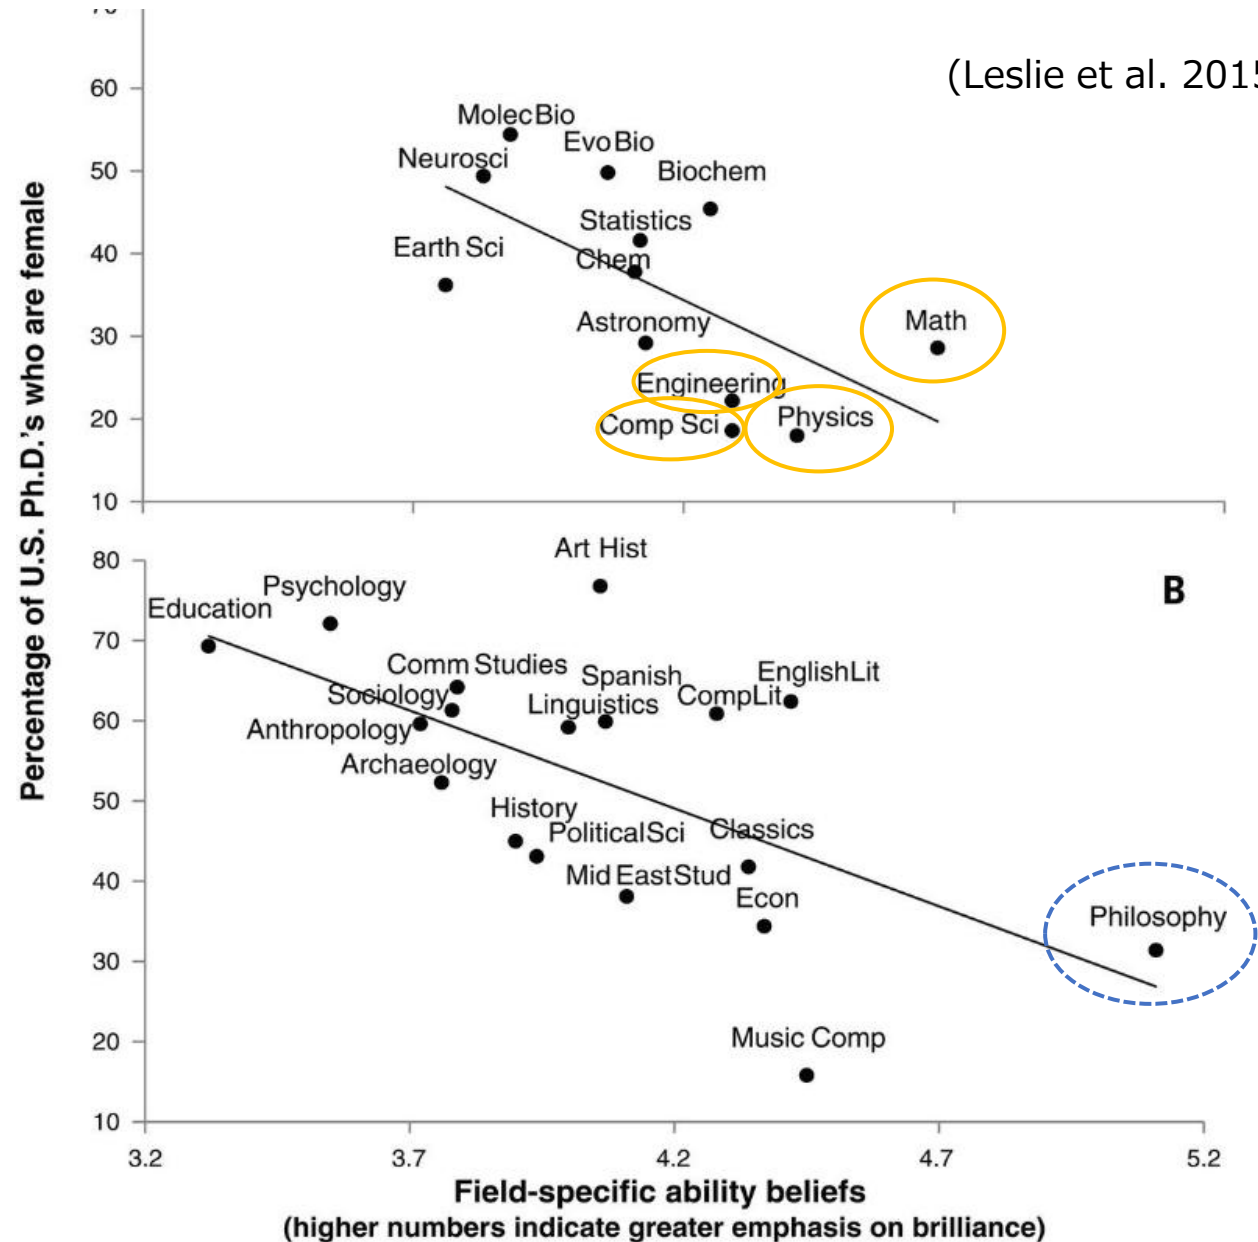 (Leslie et al. 2015
60
50
40
30
20
10
MolecBio
EvoBio
Neurosci
Biochem
Statistics
Earth Sci
Chem
Astronomy
Math
Engineering
Physics
Comp Sci
Percentage of U.S. Ph.D.'s who are female
80
70
60
50
40
30
20
10
B
Art Hist
Psychology
Education
Comm Studies
Spanish
EnglishLit
Sociology
Linguistics
CompLit
Anthropology
Archaeology
History
PoliticalSci
Classics
Mid EastStud
Econ
Philosophy
Music Comp
3.2 3.7 4.2 4.7 5.2
Field-specific ability beliefs
(higher numbers indicate greater emphasis on brilliance)